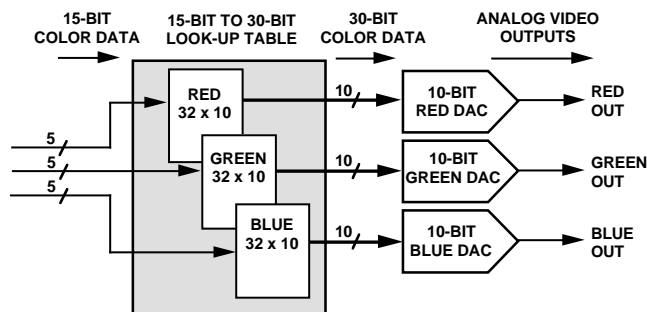 15-BIT
COLOR DATA
15-BIT TO 30-BIT
LOOK-UP TABLE
30-BIT
COLOR DATA
ANALOG VIDEO
OUTPUTS
RED
32 x 10
10
10-BIT
RED DAC
RED
OUT
5
5
5
GREEN
32 x 10
10
10-BIT
GREEN DAC
GREEN
OUT
BLUE
32 x 10
10
10-BIT
BLUE DAC
BLUE
OUT